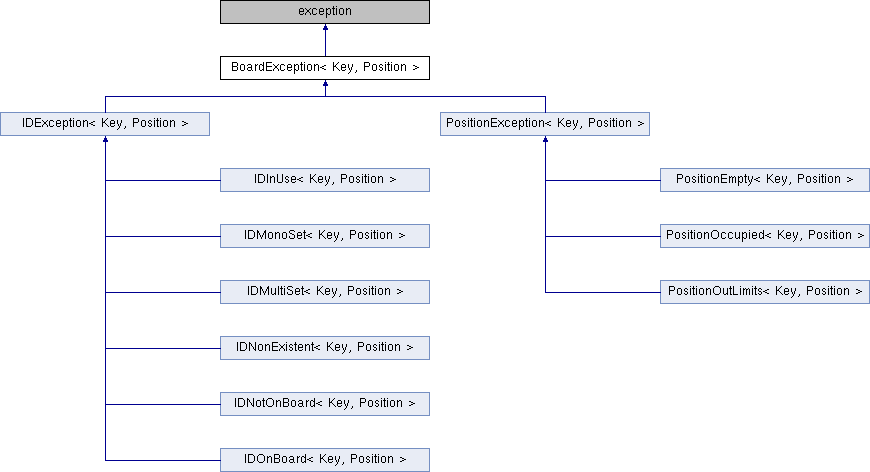 exception
BoardException< Key, Position >
IDException< Key, Position >
PositionException< Key, Position >
IDInUse< Key, Position >
PositionEmpty< Key, Position >
IDMonoSet< Key, Position >
PositionOccupied< Key, Position >
IDMultiSet< Key, Position >
PositionOutLimits< Key, Position >
IDNonExistent< Key, Position >
IDNotOnBoard< Key, Position >
IDOnBoard< Key, Position >